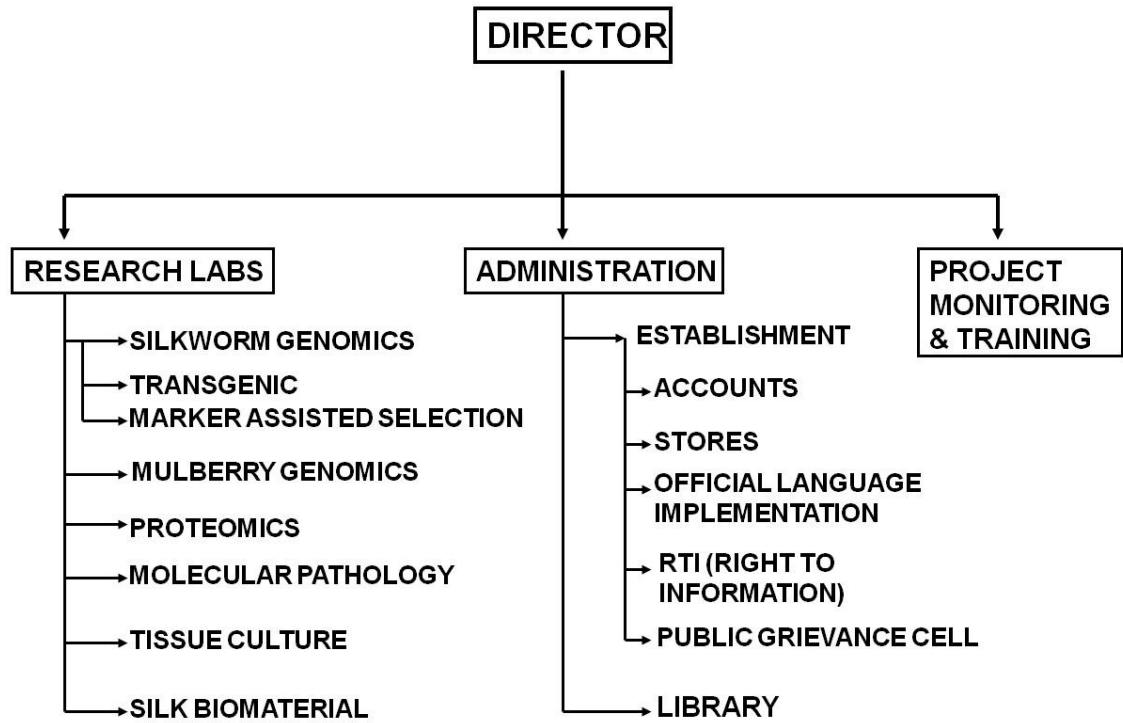 DIRECTOR
RESEARCH LABS
SILKWORM GENOMICS
TRANSGENIC
MARKER ASSISTED SELECTION
MULBERRY GENOMICS
PROTEOMICS
MOLECULAR PATHOLOGY
TISSUE CULTURE
SILK BIOMATERIAL
ADMINISTRATION
ESTABLISHMENT
ACCOUNTS
STORES
OFFICIAL LANGUAGE
IMPLEMENTATION
RTI (RIGHT TO
INFORMATION)
PUBLIC GRIEVANCE CELL
LIBRARY
PROJECT
MONITORING
& TRAINING